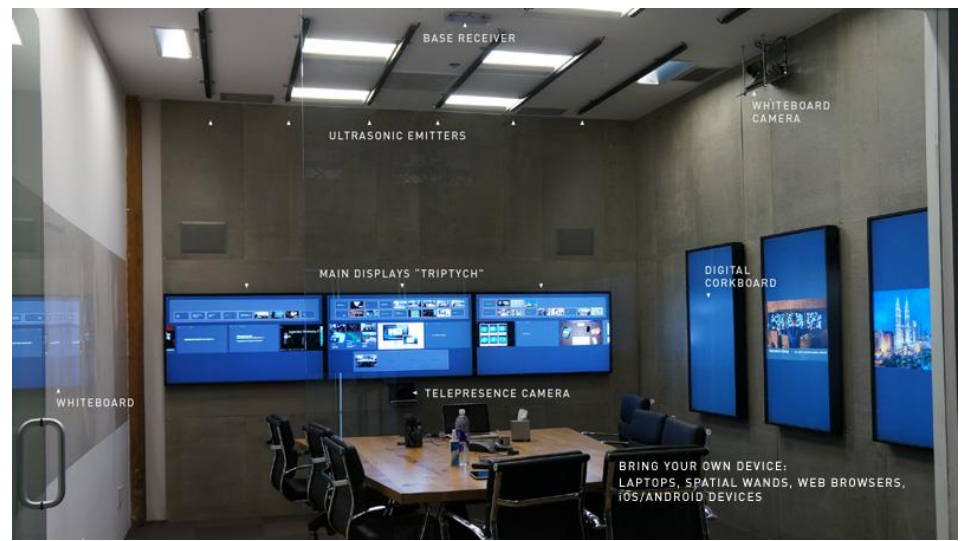 BASE RECEIVER
WHITEBOARD
CAMERA
ULTRASONIC EMITTERS
MAIN DISPLAYS "TRIPTYCH"
DIGITAL
CORKBOARD
WHITEBOARD
TELEPRESENCE CAMERA
BRING YOUR OWN DEVICE:
LAPTOPS, SPATIAL WANDS, WEB BROWSERS,
iOS/ANDROID DEVICES